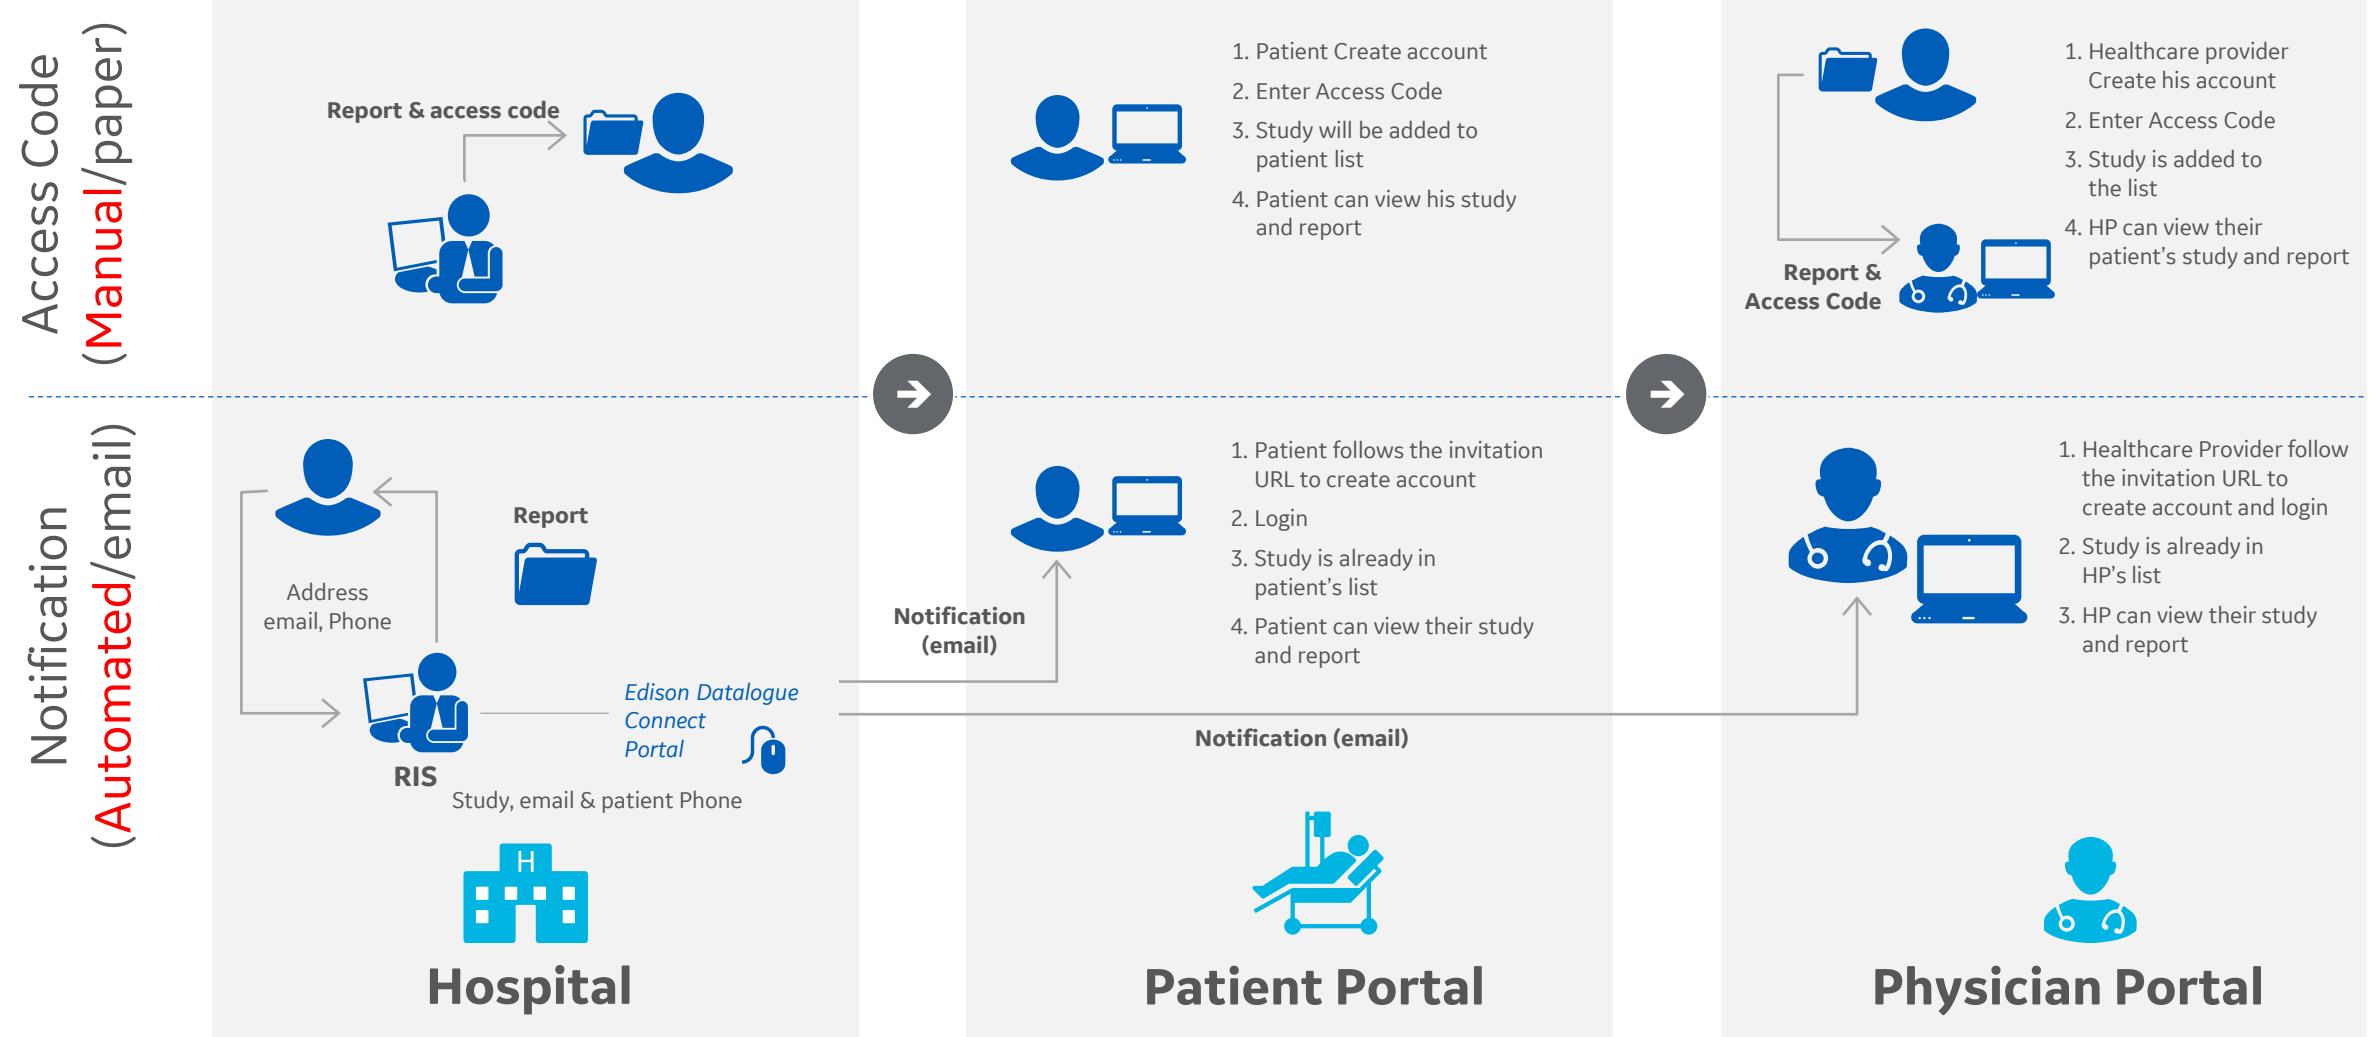 Access Code
(Manual/paper)
Report & access code
1. Patient Create account
2. Enter Access Code
3. Study will be added to
patient list
4. Patient can view his study
and report
1. Healthcare provider
Create his account
2. Enter Access Code
3. Study is added to
the list
4. HP can view their
patient's study and report
Report &
Access Code
Notification
(Automated/email)
Report
Address
email, Phone
RIS
Edison Datalogue
Connect
Portal
Study, email & patient Phone
Notification
(email)
1. Patient follows the invitation
URL to create account
2. Login
3. Study is already in
patient's list
4. Patient can view their study
and report
Notification (email)
1. Healthcare Provider follow
the invitation URL to
create account and login
2. Study is already in
HP's list
3. HP can view their study
and report
H
Hospital
Patient Portal
Physician Portal